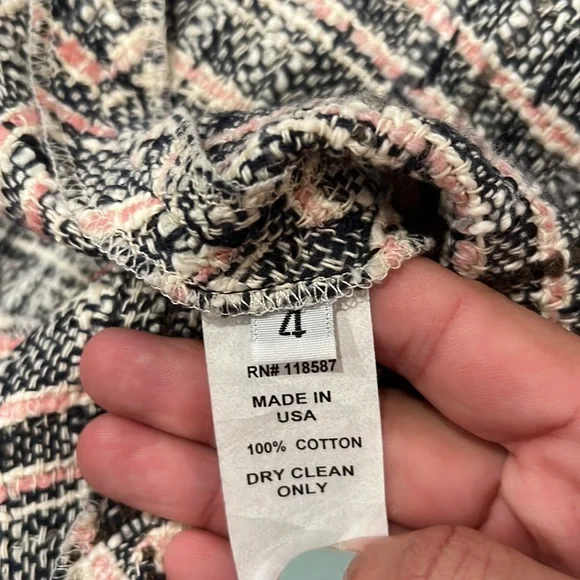 4
RN# 118587
MADE IN
USA
100% COTTON
DRY CLEAN
ONLY